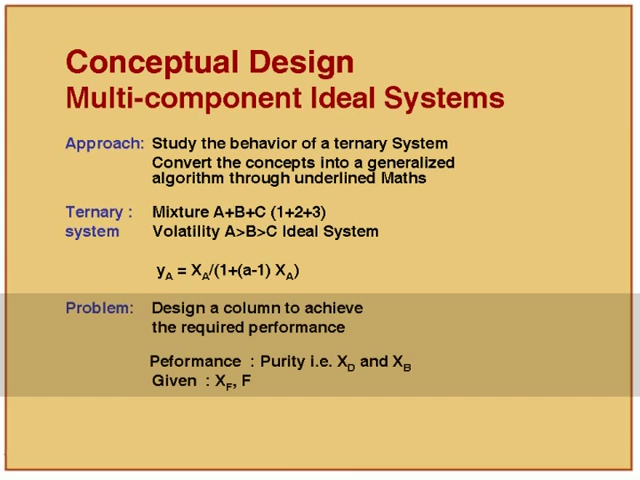 Conceptual Design
Multi-component Ideal Systems
Approach: Study the behavior of a ternary System
Convert the concepts into a generalized
algorithm through underlined Maths
Ternary : Mixture A+B+C (1+2+3)
system Volatility A>B>C Ideal System
yA = XA/(1+(a-1) XA)
Problem: Design a column to achieve
the required performance
Peformance : Purity i.e. XD and XB
Given : XF, F